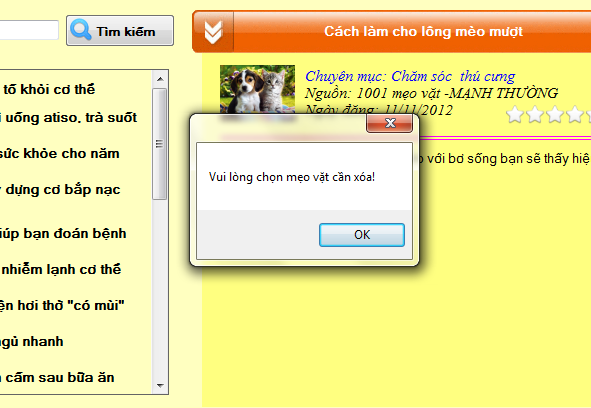 Tìm kiếm
Cách làm cho lông mèo mượt
tố khỏi cơ thể
uống atiso, trà suốt
sức khỏe cho năm
dựng cơ bắp nạc
iúp bạn đoán bệnh
nhiễm lạnh cơ thể
ện hơi thở "có mùi"
ngủ nhanh
cấm sau bữa ăn
Chuyên mục: Chăm sóc thú cưng
Nguồn: 1001 mẹo vặt -MẠNH THƯỜNG
Ngày đăng: 11/11/2012
với bơ sống bạn sẽ thấy hiệ
Vui lòng chọn mẹo vặt cần xóa!
OK